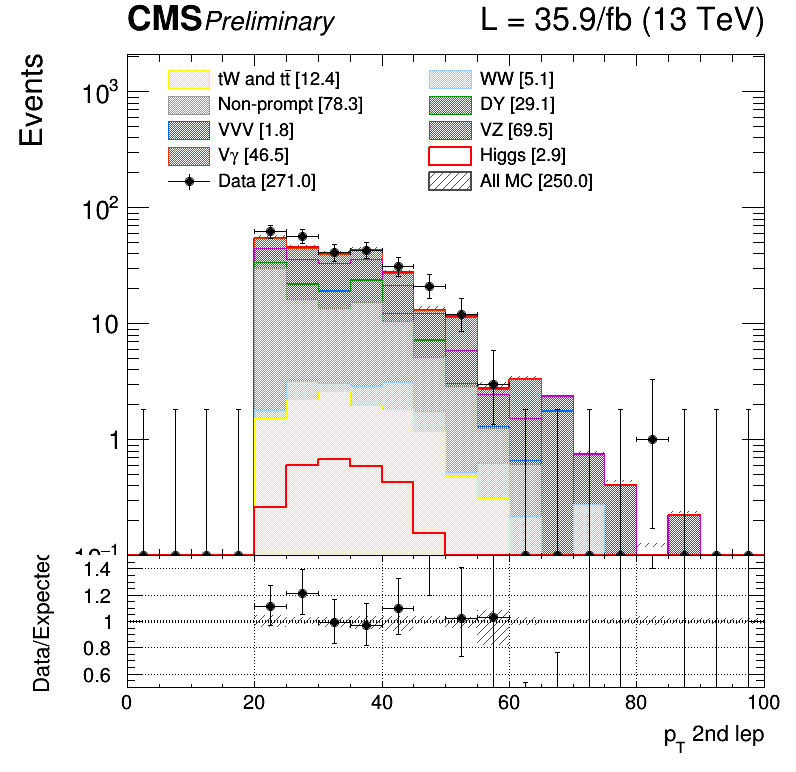 CMS Preliminary L = 35.9/fb (13 TeV)
Events
10³
10²
10
1
10⁻¹
tW and tt̄ [12.4]
Non-prompt [78.3]
VVV [1.8]
Vγ [46.5]
Data [271.0]
WW [5.1]
DY [29.1]
VZ [69.5]
Higgs [2.9]
All MC [250.0]
Data/Expected
1.4
1.2
1
0.8
0.6
0 20 40 60 80 100
p_T 2nd lep